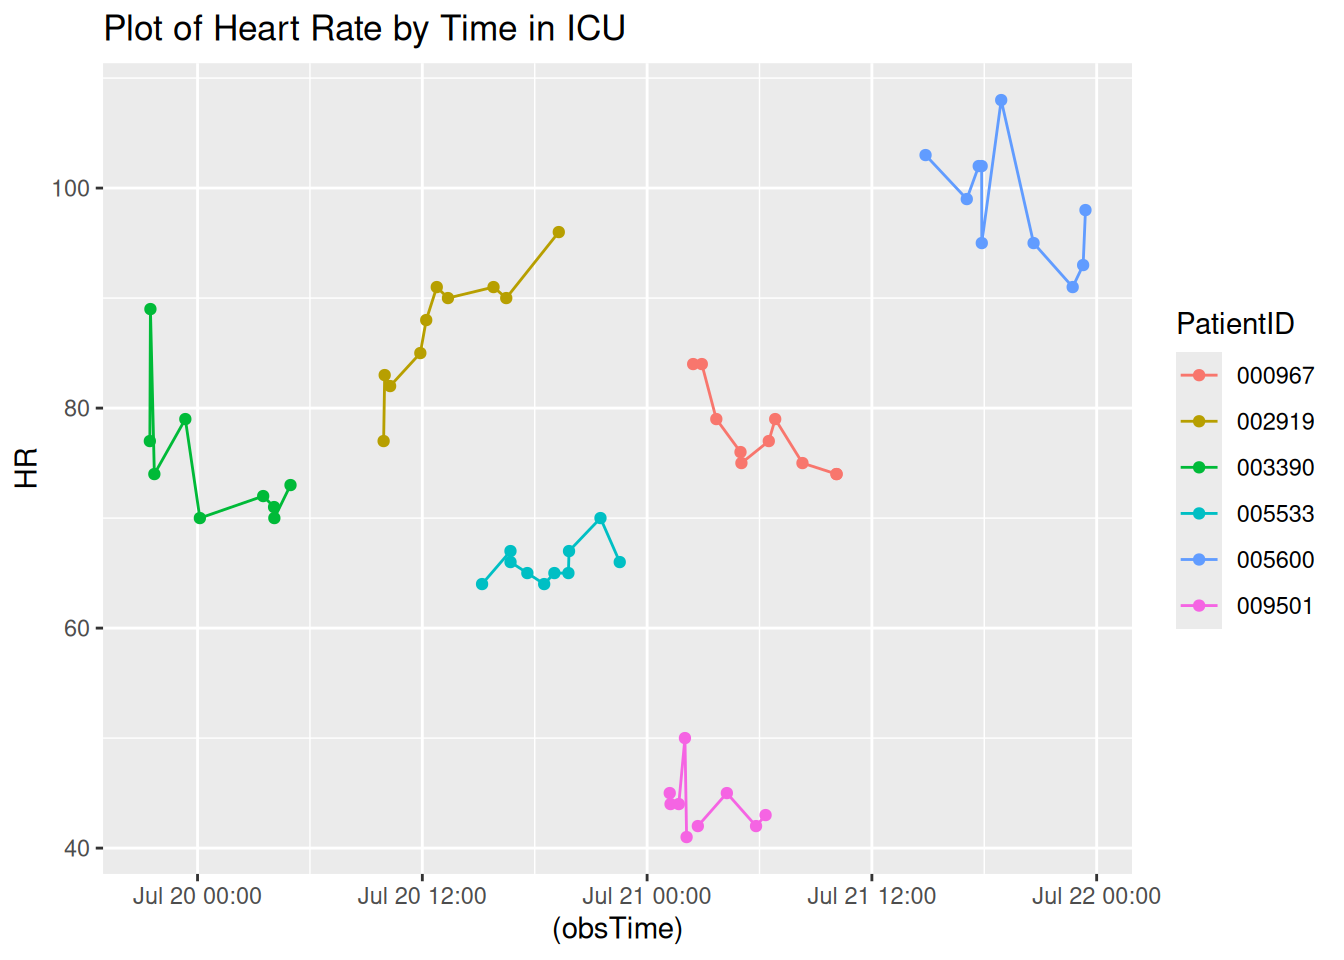 Plot of Heart Rate by Time in ICU
HR
100
80
60
40
Jul 20 00:00 Jul 20 12:00 Jul 21 00:00 Jul 21 12:00 Jul 22 00:00
(obsTime)
PatientID
000967
002919
003390
005533
005600
009501